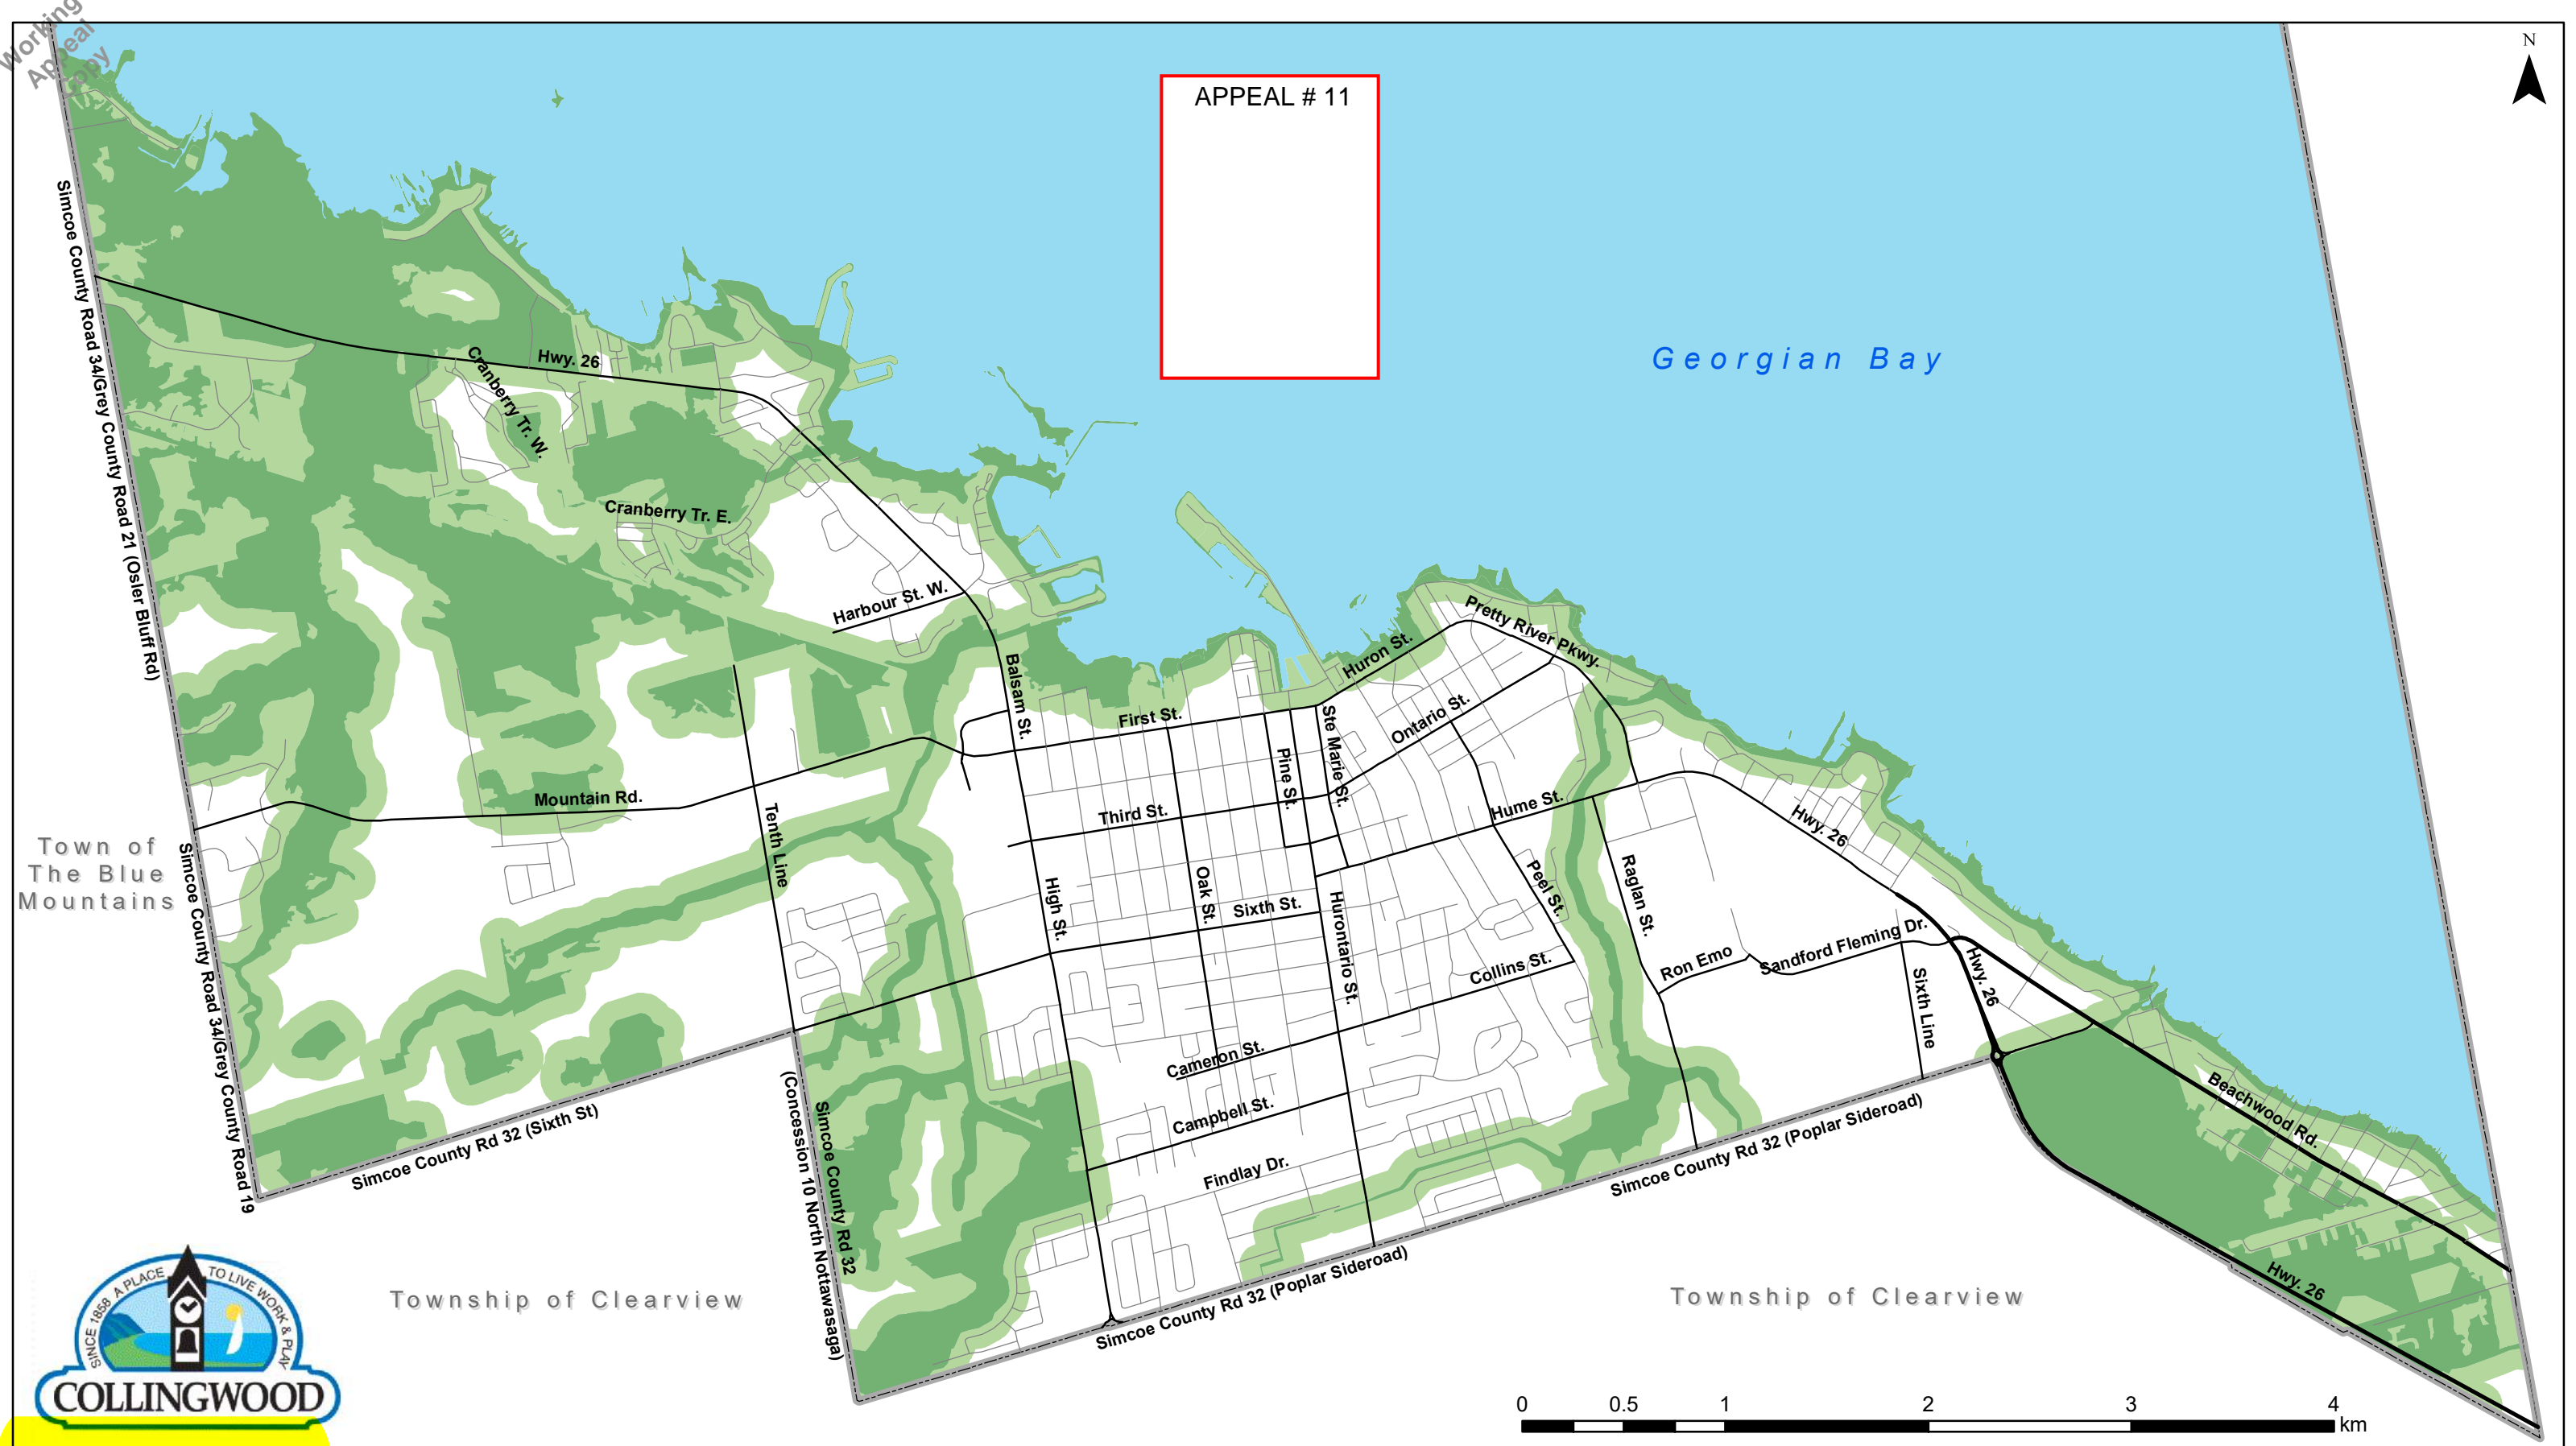 Working
Appeal
Copy
N
APPEAL # 11
Georgian Bay
Simcoe County Road 34/Grey County Road 21 (Osler Bluff Rd)
Hwy. 26
Cranberry Tr. W.
Cranberry Tr. E.
Harbour St. W.
Balsam St.
Huron St.
Pretty River Pkwy.
First St.
Ste Marie St.
Ontario St.
Pine St.
Mountain Rd.
Tenth Line
Third St.
Hume St.
Hwy. 26
Town of
The Blue
Mountains
Simcoe County Road 34/Grey County Road 19
High St.
Oak St.
Sixth St.
Hurontario St.
Peel St.
Raglan St.
Collins St.
Ron Emo
Sandford Fleming Dr.
Sixth Line
Hwy. 26
Cameron St.
Campbell St.
Findlay Dr.
Simcoe County Rd 32 (Sixth St)
Simcoe County Rd 32
(Concession 10 North Nottawasaga)
Simcoe County Rd 32 (Poplar Sideroad)
Simcoe County Rd 32 (Poplar Sideroad)
Beachwood Rd.
Hwy. 26
Township of Clearview
Township of Clearview
SINCE 1858 A PLACE TO LIVE WORK & PLAY
COLLINGWOOD
0 0.5 1 2 3 4
km